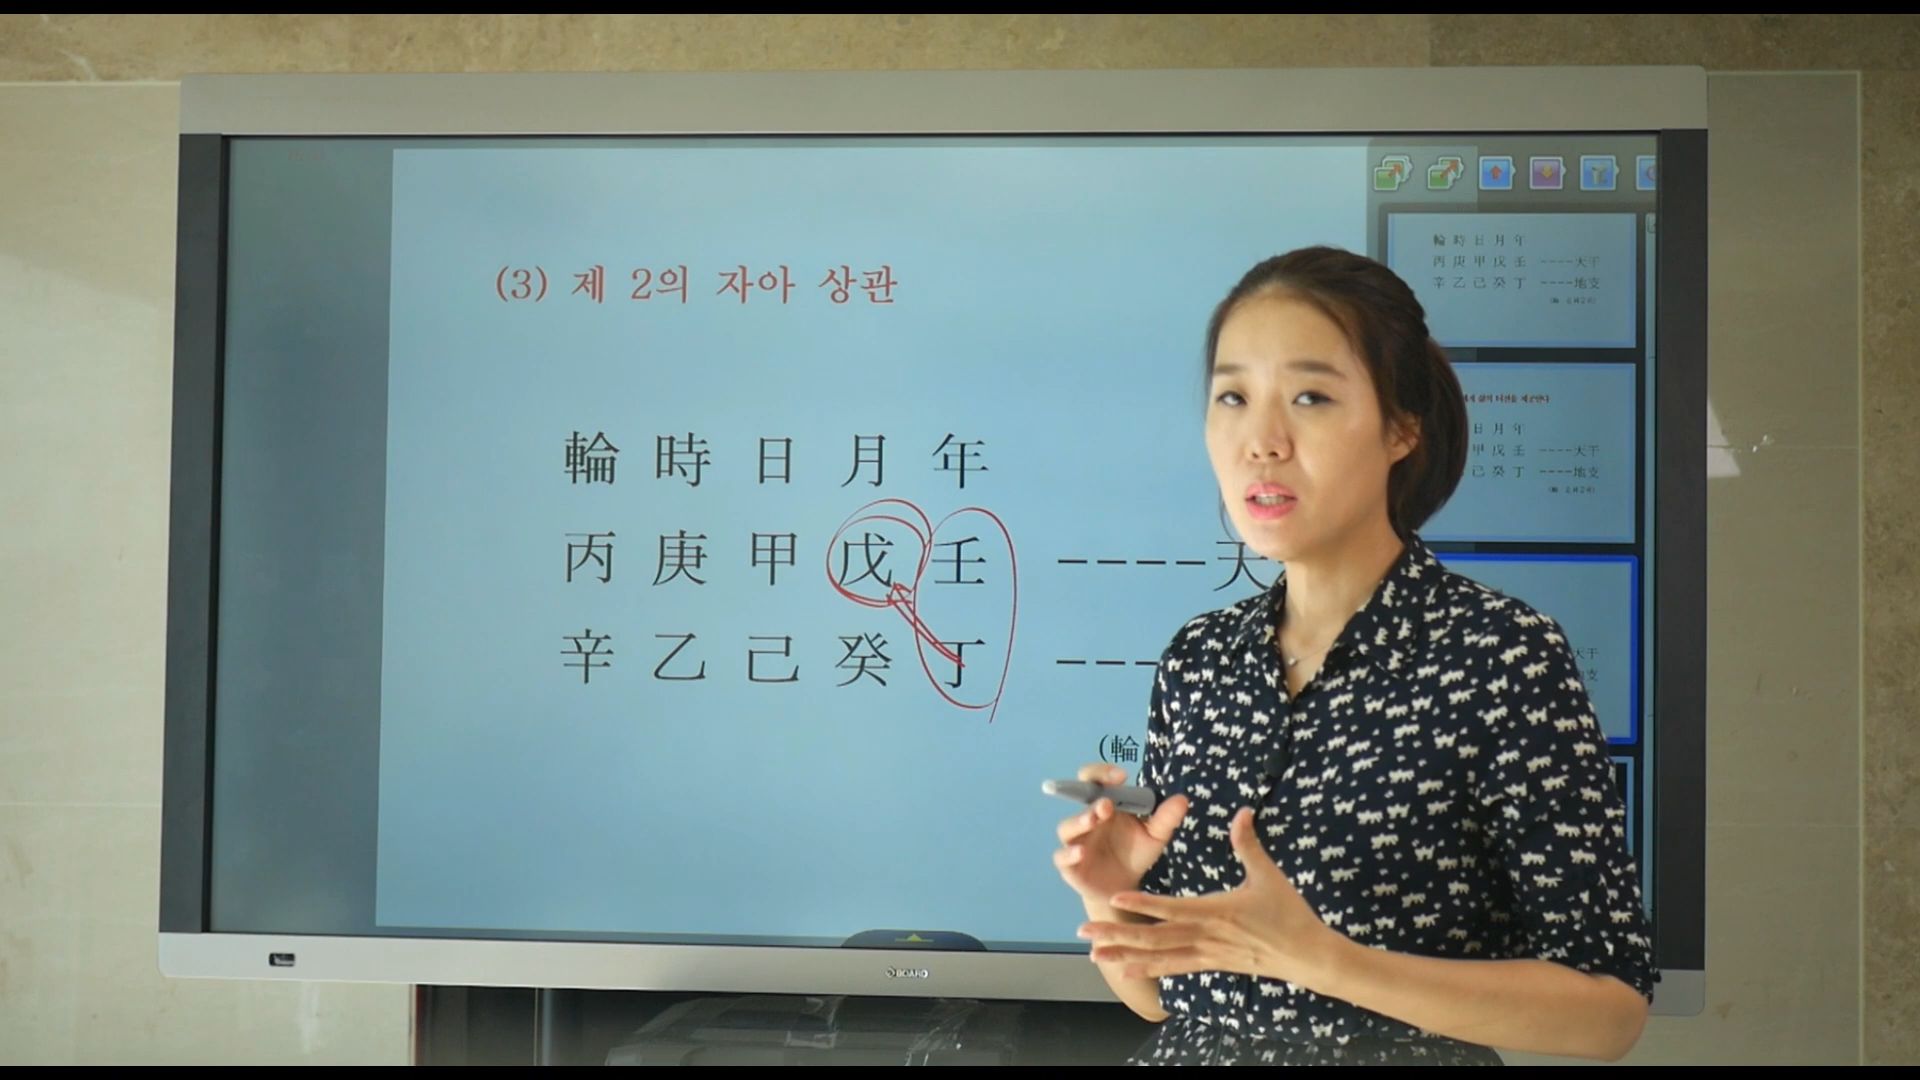 (3) 제 2의 자아 상관
輪 時 日 月 年
丙 庚 甲 戊 壬 ----天
辛 乙 己 癸 丁 ---
(輪
輪 時 日 月 年
丙 庚 甲 戊 壬 ----天干
辛 乙 己 癸 丁 ----地支
日 月 年
甲 戊 壬 ----天干
己 癸 丁 ----地支
天干
地支
BOARD